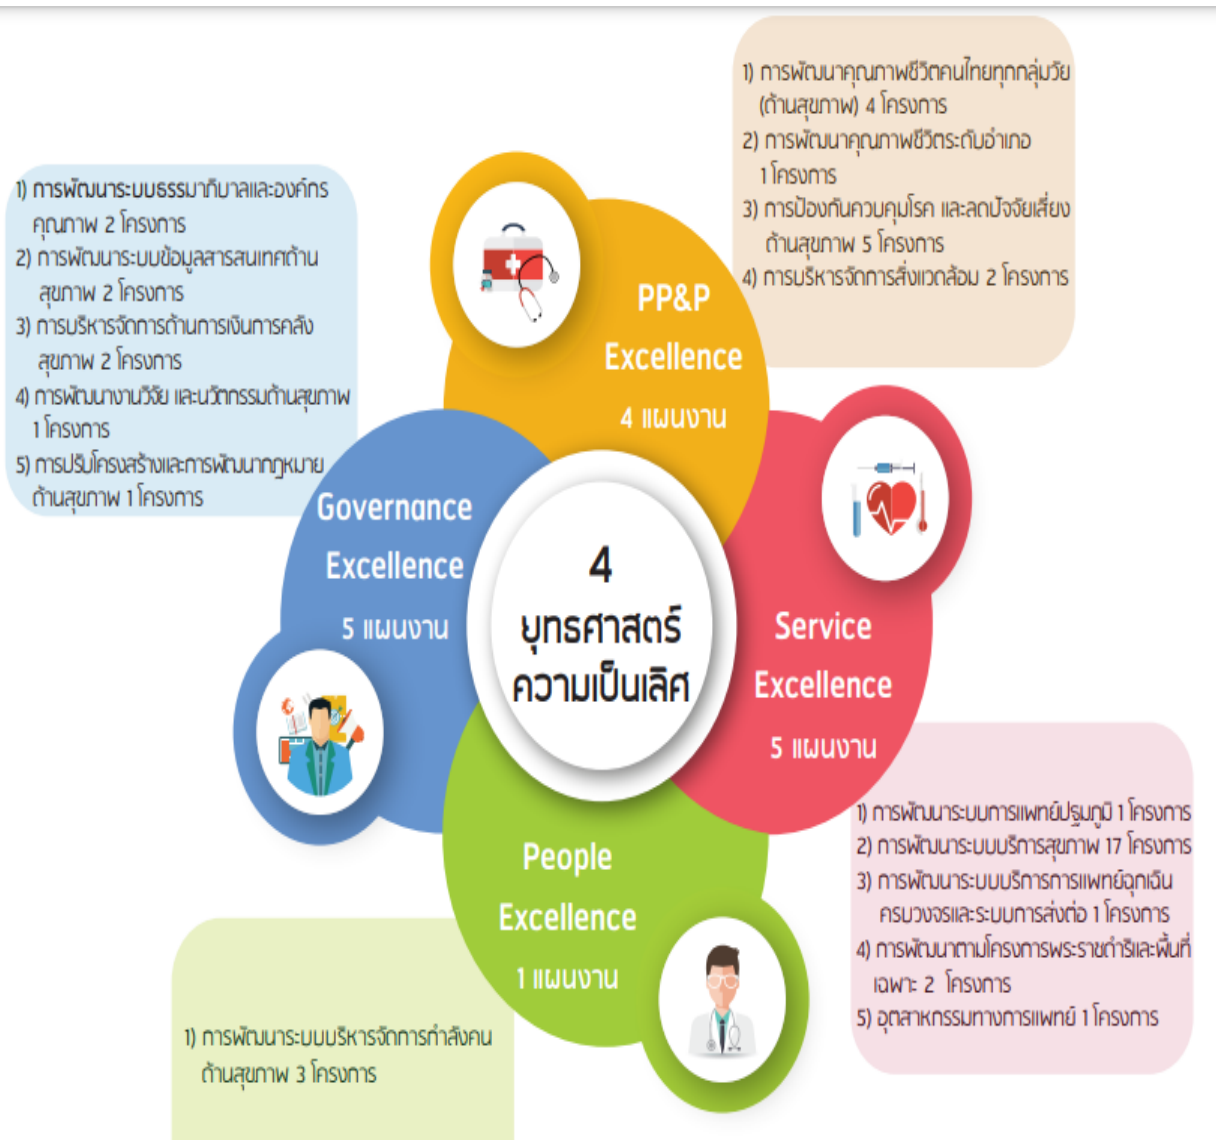 1) การพัฒนาคุณภาพชีวิตคนไทยทุกกลุ่มวัย
(ด้านสุขภาพ) 4 โครงการ
2) การพัฒนาคุณภาพชีวิตระดับอำเภอ
1 โครงการ
3) การป้องกันควบคุมโรค และลดปัจจัยเสี่ยง
ด้านสุขภาพ 5 โครงการ
4) การบริหารจัดการสิ่งแวดล้อม 2 โครงการ
1) การพัฒนาระบบธรรมาภิบาลและองค์กร
คุณภาพ 2 โครงการ
2) การพัฒนาระบบข้อมูลสารสนเทศด้าน
สุขภาพ 2 โครงการ
3) การบริหารจัดการด้านการเงินการคลัง
สุขภาพ 2 โครงการ
4) การพัฒนางานวิจัย และนวัตกรรมด้านสุขภาพ
1 โครงการ
5) การปรับโครงสร้างและการพัฒนากฎหมาย
ด้านสุขภาพ 1 โครงการ
PP&P
Excellence
4 แผนงาน
Governance
Excellence
5 แผนงาน
4
ยุทธศาสตร์
ความเป็นเลิศ
Service
Excellence
5 แผนงาน
People
Excellence
1 แผนงาน
1) การพัฒนาระบบการแพทย์ปฐมภูมิ 1 โครงการ
2) การพัฒนาระบบบริการสุขภาพ 17 โครงการ
3) การพัฒนาระบบบริการการแพทย์ฉุกเฉิน
ครบวงจรและระบบการส่งต่อ 1 โครงการ
4) การพัฒนาตามโครงการพระราชดำริและพื้นที่
เฉพาะ 2 โครงการ
5) อุตสาหกรรมทางการแพทย์ 1 โครงการ
1) การพัฒนาระบบบริหารจัดการกำลังคน
ด้านสุขภาพ 3 โครงการ